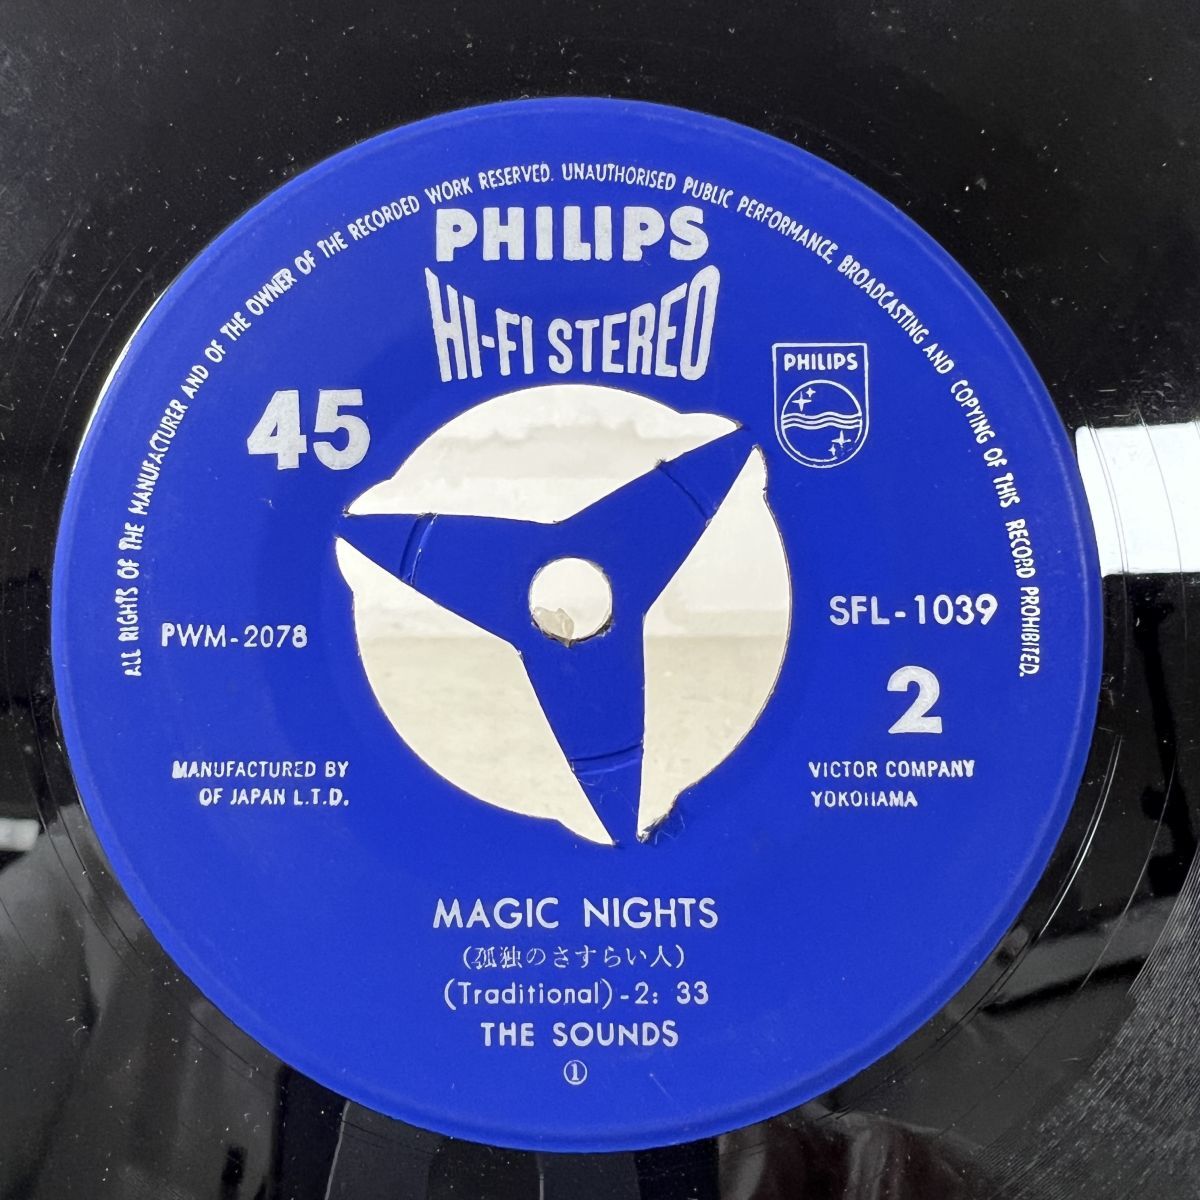 ALL RIGHTS OF THE MANUFACTURER AND OF THE OWNER OF THE RECORDED WORK RESERVED. UNAUTHORISED PUBLIC PERFORMANCE, BROADCASTING AND COPYING OF THIS RECORD PROHIBITED.
PHILIPS
HI-FI STEREO
45
PHILIPS
PWM-2078
SFL-1039
2
MANUFACTURED BY
OF JAPAN L.T.D.
VICTOR COMPANY
YOKOHAMA
MAGIC NIGHTS
(孤独のさすらい人)
(Traditional)-2: 33
THE SOUNDS
①